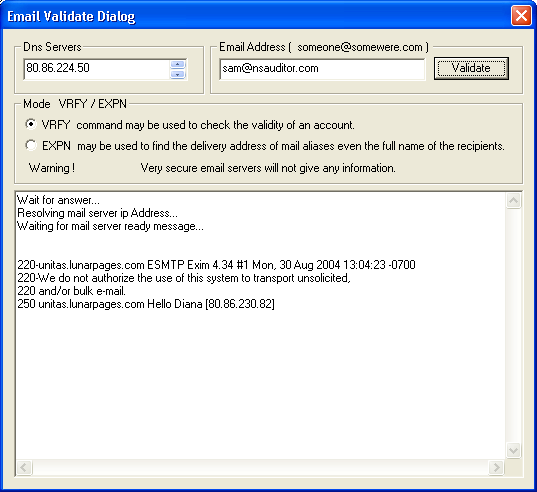 Email Validate Dialog
Dns Servers
Email Address ( someone@somewere.com )
80.86.224.50
sam@nsauditor.com
Validate
Mode VRFY / EXPN
VRFY command may be used to check the validity of an account.
EXPN may be used to find the delivery address of mail aliases even the full name of the recipients.
Warning ! Very secure email servers will not give any information.
Wait for answer...
Resolving mail server ip Address...
Waiting for mail server ready message...
220-unitas.lunarpages.com ESMTP Exim 4.34 #1 Mon, 30 Aug 2004 13:04:23 -0700
220-We do not authorize the use of this system to transport unsolicited,
220 and/or bulk e-mail.
250 unitas.lunarpages.com Hello Diana [80.86.230.82]